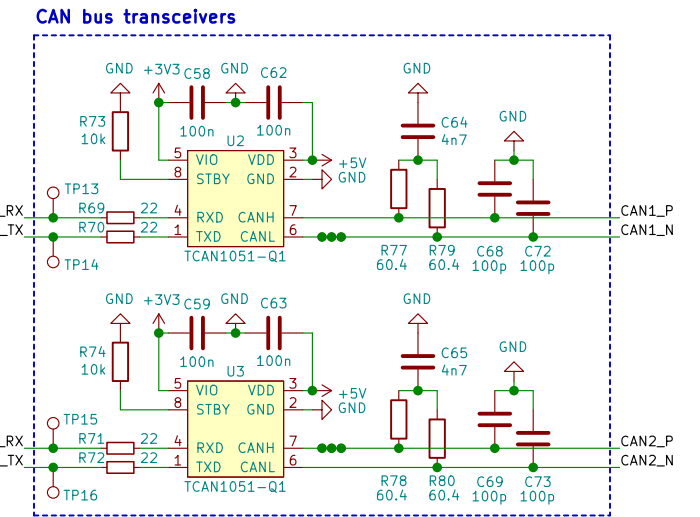 CAN bus transceivers
GND +3V3 C58 GND C62 GND
100n 100n
R73
10k
U2
C64
4n7
GND
5 VIO VDD 3 +5V
8 STBY GND 2 GND
TP13
_RX R69 22 4 RXD CANH 7 CAN1_P
_TX R70 22 1 TXD CANL 6 CAN1_N
TP14
TCAN1051-Q1
R77 R79 C68 C72
60.4 60.4 100p 100p
GND +3V3 C59 GND C63 GND
100n 100n
R74
10k
U3
C65
4n7
GND
5 VIO VDD 3 +5V
8 STBY GND 2 GND
TP15
_RX R71 22 4 RXD CANH 7 CAN2_P
_TX R72 22 1 TXD CANL 6 CAN2_N
TP16
TCAN1051-Q1
R78 R80 C69 C73
60.4 60.4 100p 100p